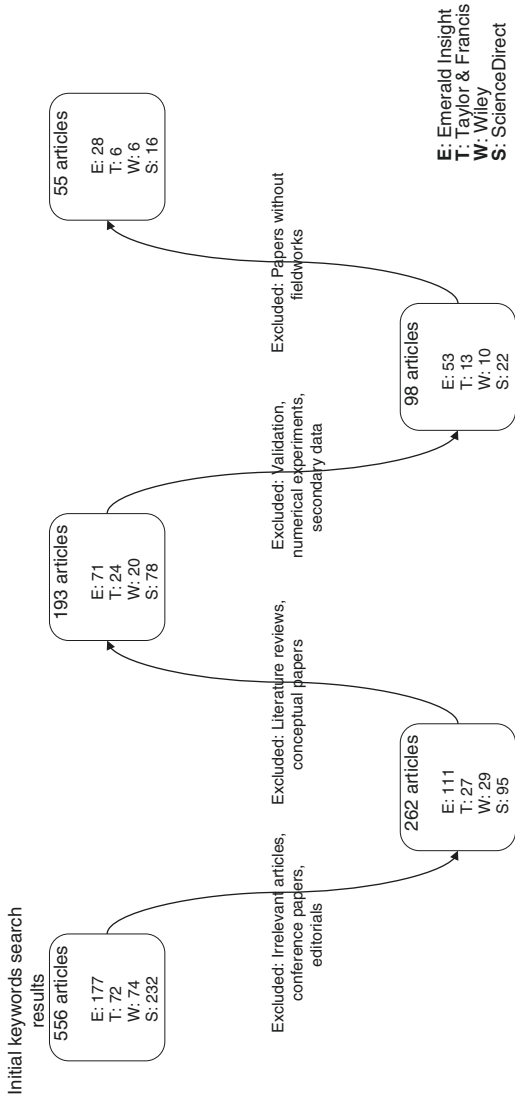 Initial keywords search
results
556 articles
E: 177
T: 72
W: 74
S: 232
Excluded: Irrelevant articles,
conference papers,
editorials
262 articles
E: 111
T: 27
W: 29
S: 95
Excluded: Literature reviews,
conceptual papers
193 articles
E: 71
T: 24
W: 20
S: 78
Excluded: Validation,
numerical experiments,
secondary data
98 articles
E: 53
T: 13
W: 10
S: 22
Excluded: Papers without
fieldworks
55 articles
E: 28
T: 6
W: 6
S: 16
E: Emerald Insight
T: Taylor & Francis
W: Wiley
S: ScienceDirect